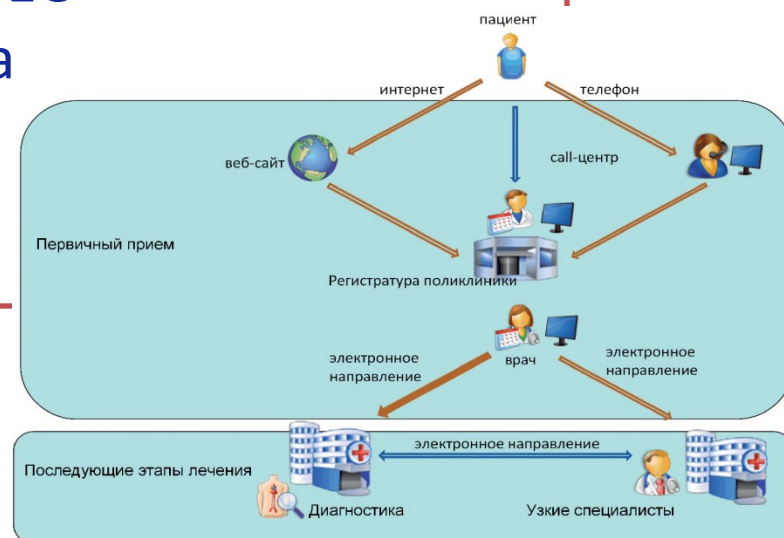 а
пациент
интернет
телефон
веб-сайт
call-центр
Первичный прием
Регистратура поликлиники
электронное
направление
врач
электронное
направление
электронное направление
Последующие этапы лечения
Диагностика
Узкие специалисты